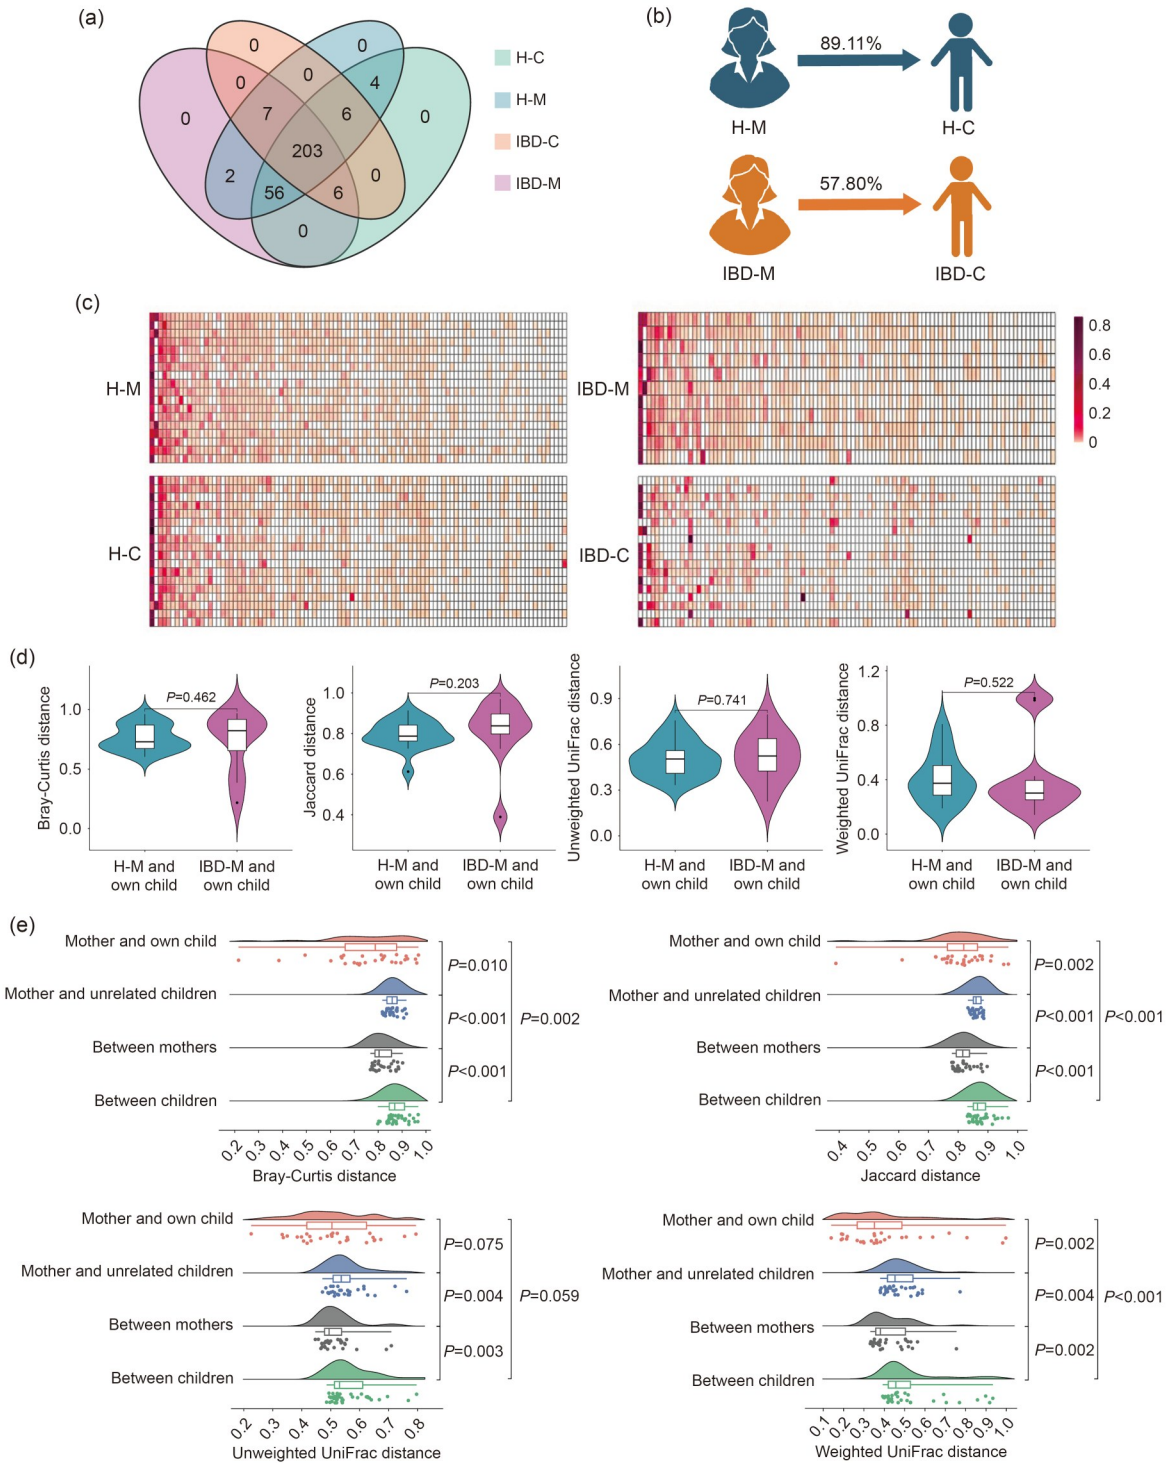 (a)
0
0
0
0
4
7
6
0
0
203
2
56
6
0
0
H-C
H-M
IBD-C
IBD-M
(b)
89.11%
H-M
H-C
57.80%
IBD-M
IBD-C
(c)
H-M
H-C
IBD-M
IBD-C
0.8
0.6
0.4
0.2
0
(d)
Bray-Curtis distance
1.0
0.5
0.0
P=0.462
H-M and
own child
IBD-M and
own child
Jaccard distance
1.0
0.8
0.6
0.4
P=0.203
H-M and
own child
IBD-M and
own child
Unweighted UniFrac distance
0.9
0.6
0.3
0.0
P=0.741
H-M and
own child
IBD-M and
own child
Weighted UniFrac distance
1.2
0.8
0.4
0.0
P=0.522
H-M and
own child
IBD-M and
own child
(e)
Mother and own child
Mother and unrelated children
Between mothers
Between children
P=0.010
P<0.001
P<0.001
P=0.002
0.2 0.3 0.4 0.5 0.6 0.7 0.8 0.9 1.0
Bray-Curtis distance
Mother and own child
Mother and unrelated children
Between mothers
Between children
P=0.002
P<0.001
P<0.001
P<0.001
0.4 0.5 0.6 0.7 0.8 0.9 1.0
Jaccard distance
Mother and own child
Mother and unrelated children
Between mothers
Between children
P=0.075
P=0.004
P=0.003
P=0.059
0.2 0.3 0.4 0.5 0.6 0.7 0.8
Unweighted UniFrac distance
Mother and own child
Mother and unrelated children
Between mothers
Between children
P=0.002
P=0.004
P=0.002
P<0.001
0.1 0.2 0.3 0.4 0.5 0.6 0.7 0.8 0.9 1.0
Weighted UniFrac distance